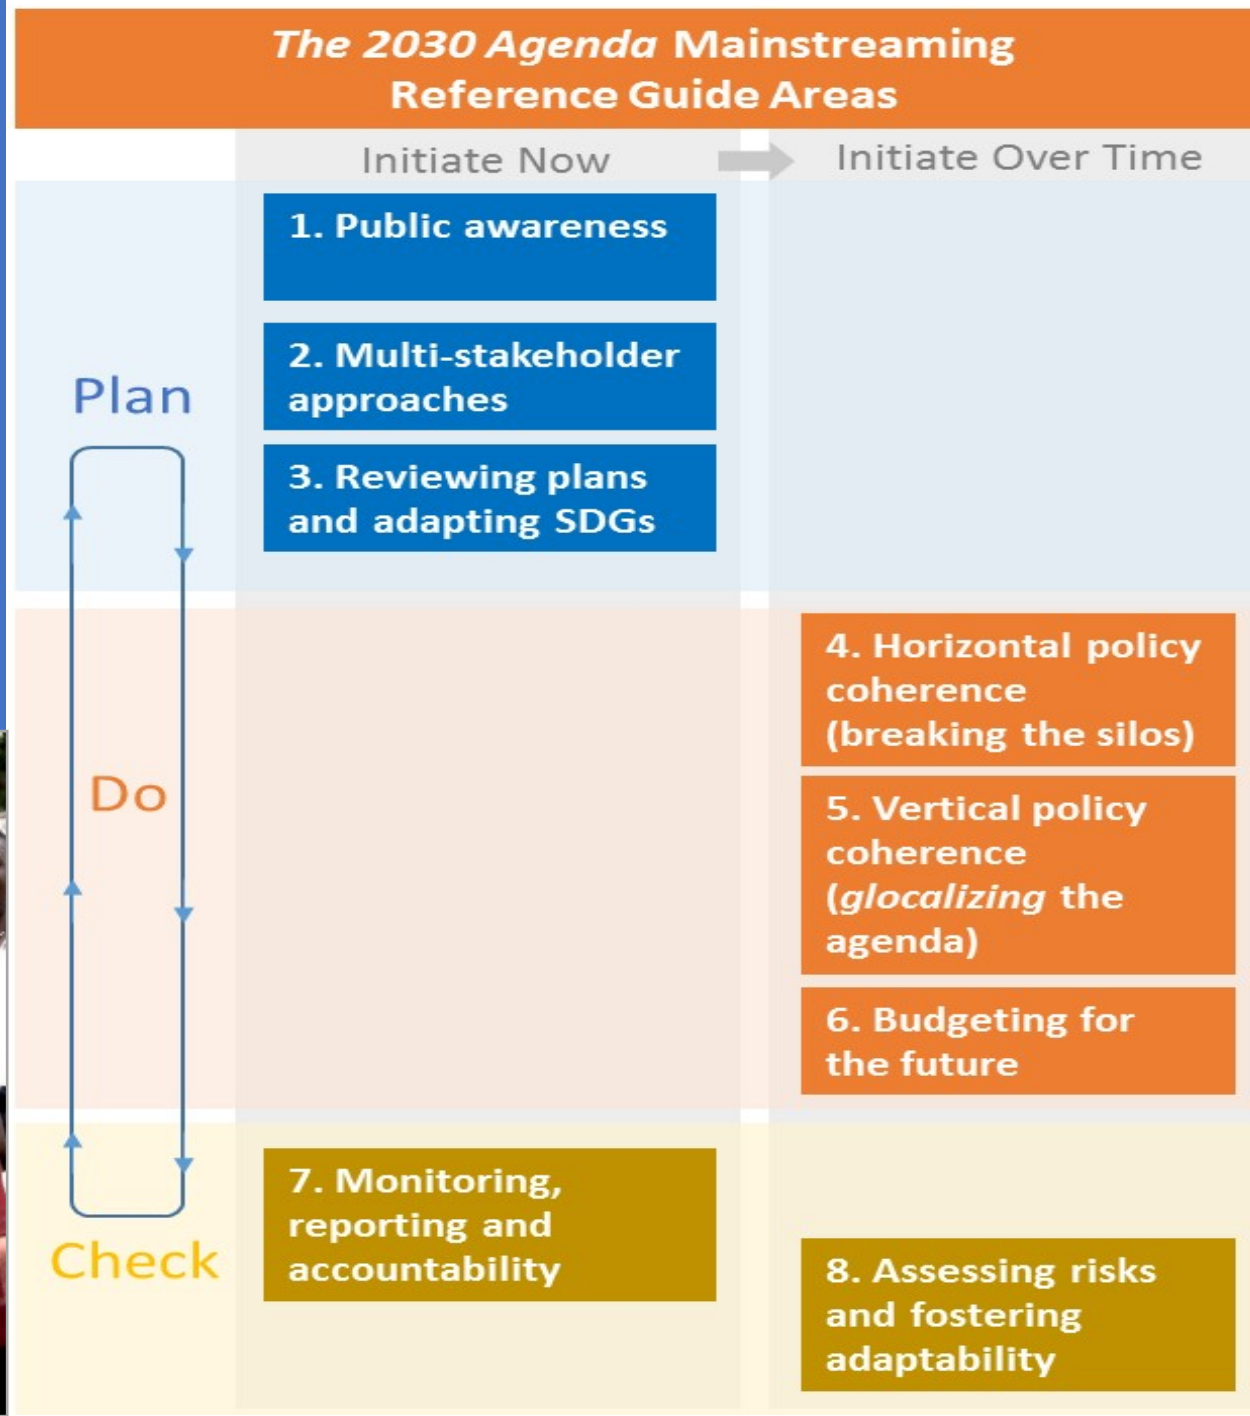 The 2030 Agenda Mainstreaming
Reference Guide Areas
Initiate Now
Initiate Over Time
Plan
1. Public awareness
2. Multi-stakeholder
approaches
3. Reviewing plans
and adapting SDGs
Do
4. Horizontal policy
coherence
(breaking the silos)
5. Vertical policy
coherence
(glocalizing the
agenda)
6. Budgeting for
the future
Check
7. Monitoring,
reporting and
accountability
8. Assessing risks
and fostering
adaptability